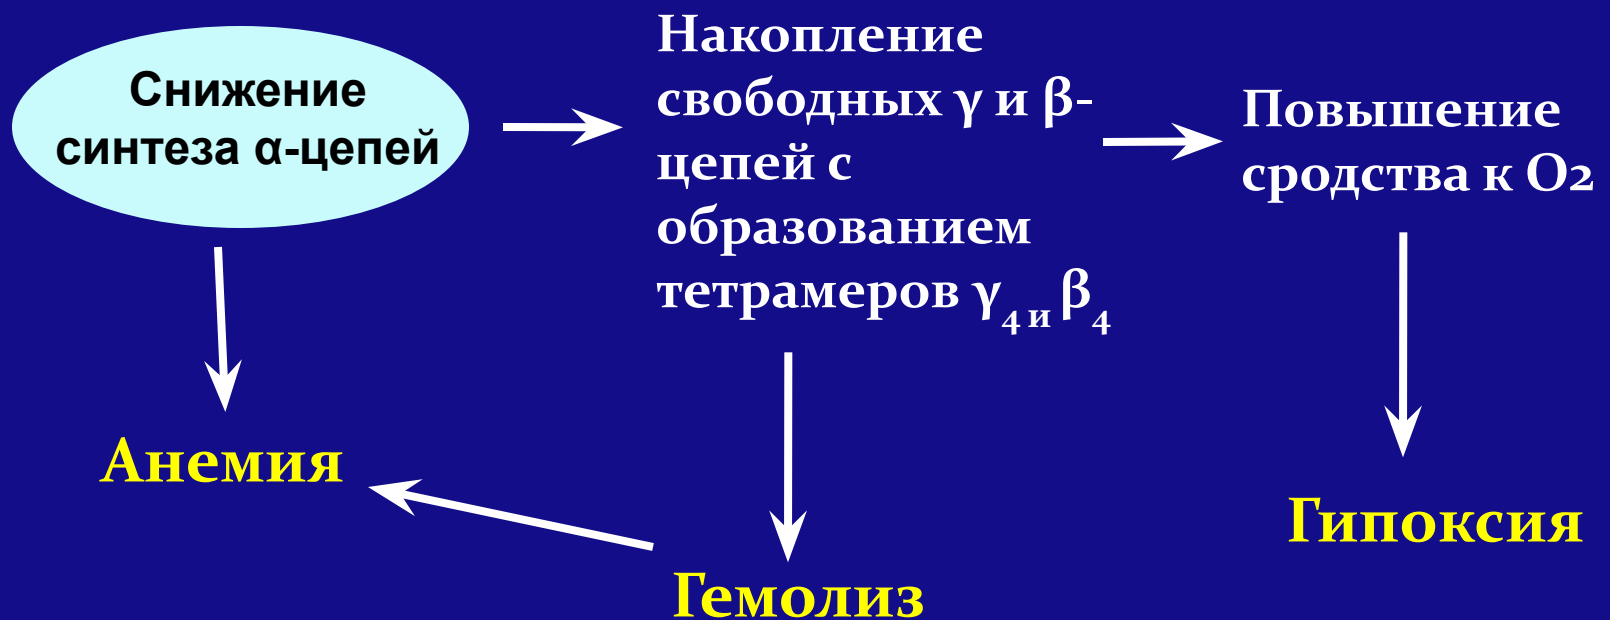 Снижение
синтеза α-цепей
Накопление
свободных γ и β-
цепей с
образованием
тетрамеров γ4 и β4
Повышение
сродства к О2
Анемия
Гипоксия
Гемолиз